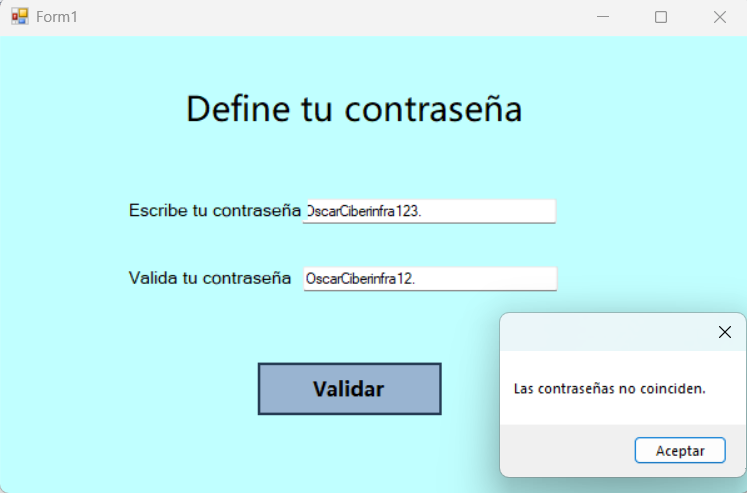 Form1
Define tu contraseña
Escribe tu contraseña OscarCiberinfra123.
Valida tu contraseña OscarCiberinfra12.
Validar
Las contraseñas no coinciden.
Aceptar